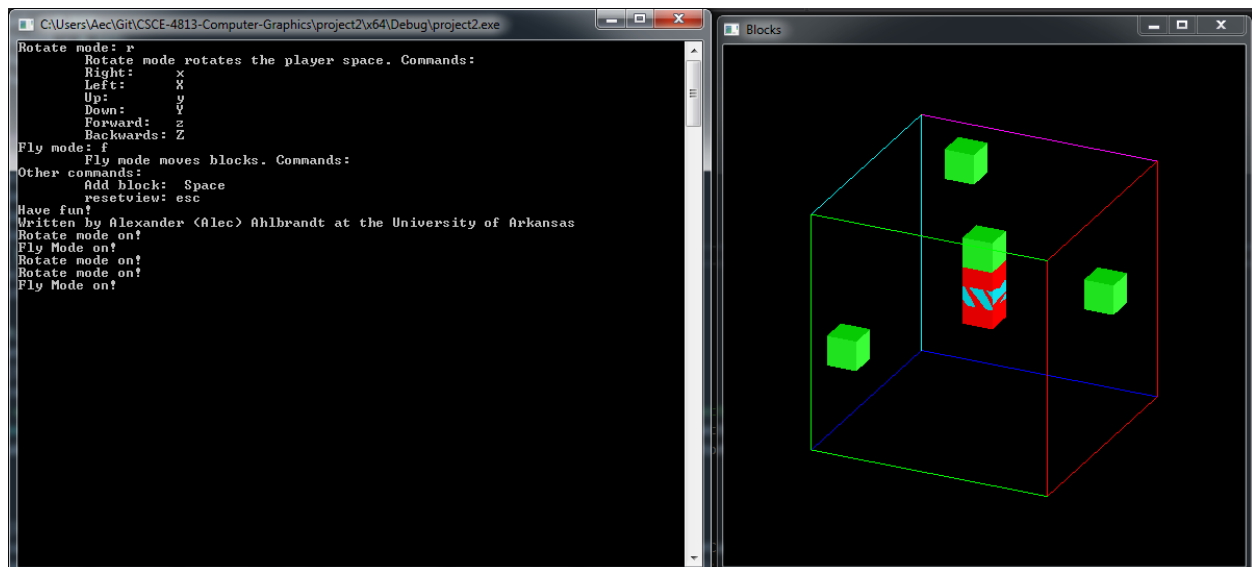 C:\Users\Aec\Git\CSCE-4813-Computer-Graphics\project2\x64\Debug\project2.exe
Rotate mode: r
Rotate mode rotates the player space. Commands:
Right: x
Left: X
Up: y
Down: Y
Forward: z
Backwards: Z
Fly mode: f
Fly mode moves blocks. Commands:
Other commands:
Add block: Space
resetview: esc
Have fun!
Written by Alexander (Alec) Ahlbrandt at the University of Arkansas
Rotate mode on!
Fly Mode on!
Rotate mode on!
Rotate mode on!
Fly Mode on!
Blocks